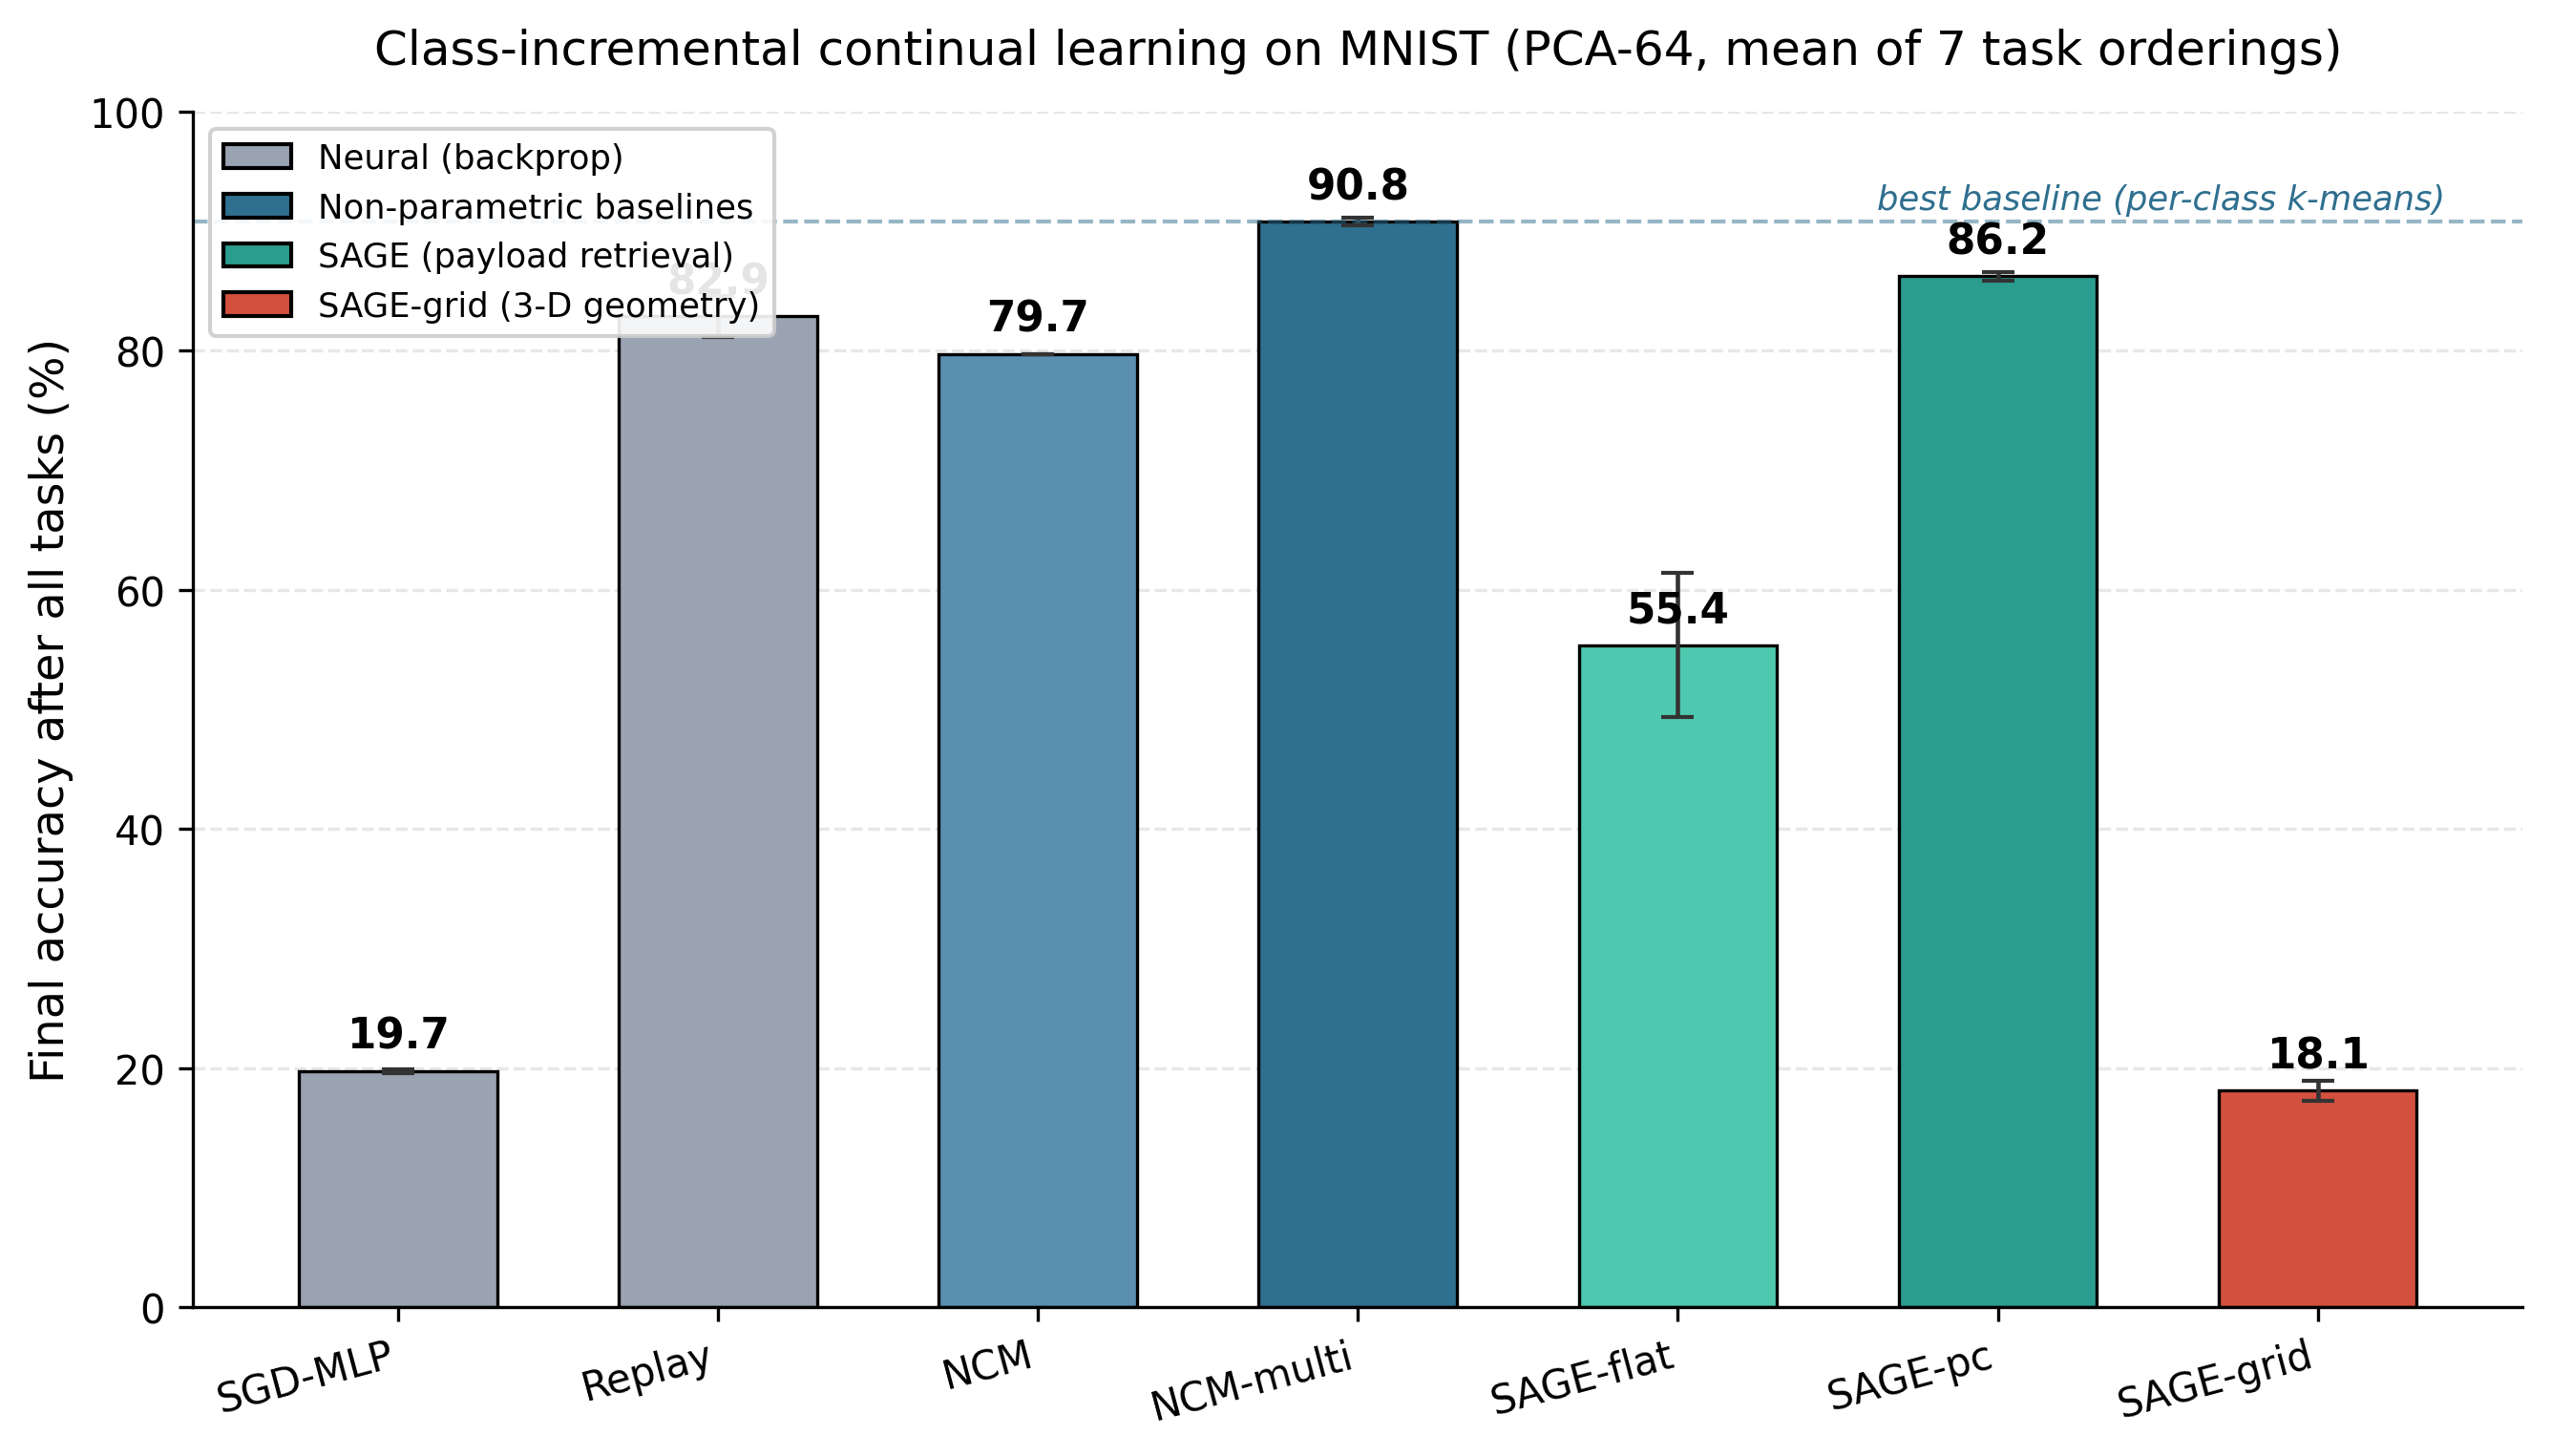 Class-incremental continual learning on MNIST (PCA-64, mean of 7 task orderings)
Final accuracy after all tasks (%)
100
80
60
40
20
0
Neural (backprop)
Non-parametric baselines
SAGE (payload retrieval)
SAGE-grid (3-D geometry)
best baseline (per-class k-means)
19.7
82.9
79.7
90.8
55.4
86.2
18.1
SGD-MLP
Replay
NCM
NCM-multi
SAGE-flat
SAGE-pc
SAGE-grid